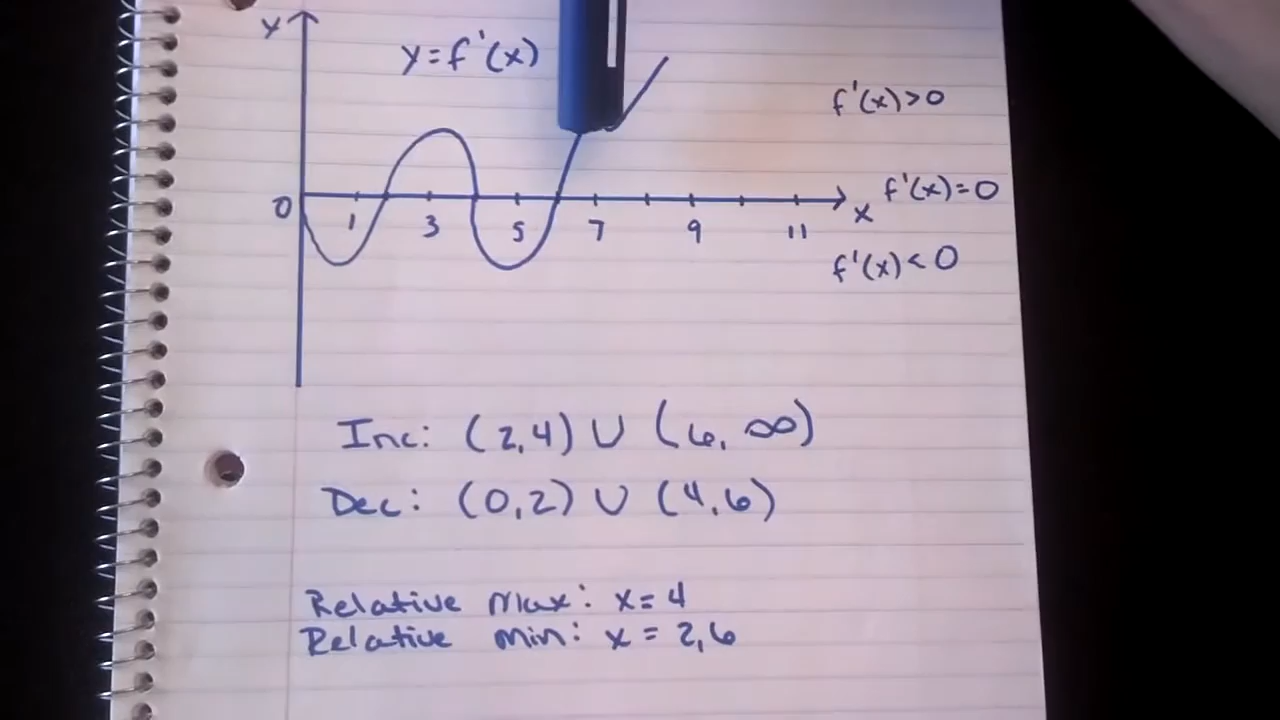 y
y=f'(x)
f'(x)>0
f'(x)=0
0 1 3 5 7 9 11 x
f'(x)<0
Inc: (2,4) ∪ (6,∞)
Dec: (0,2) ∪ (4,6)
Relative Max: x=4
Relative min: x = 2,6